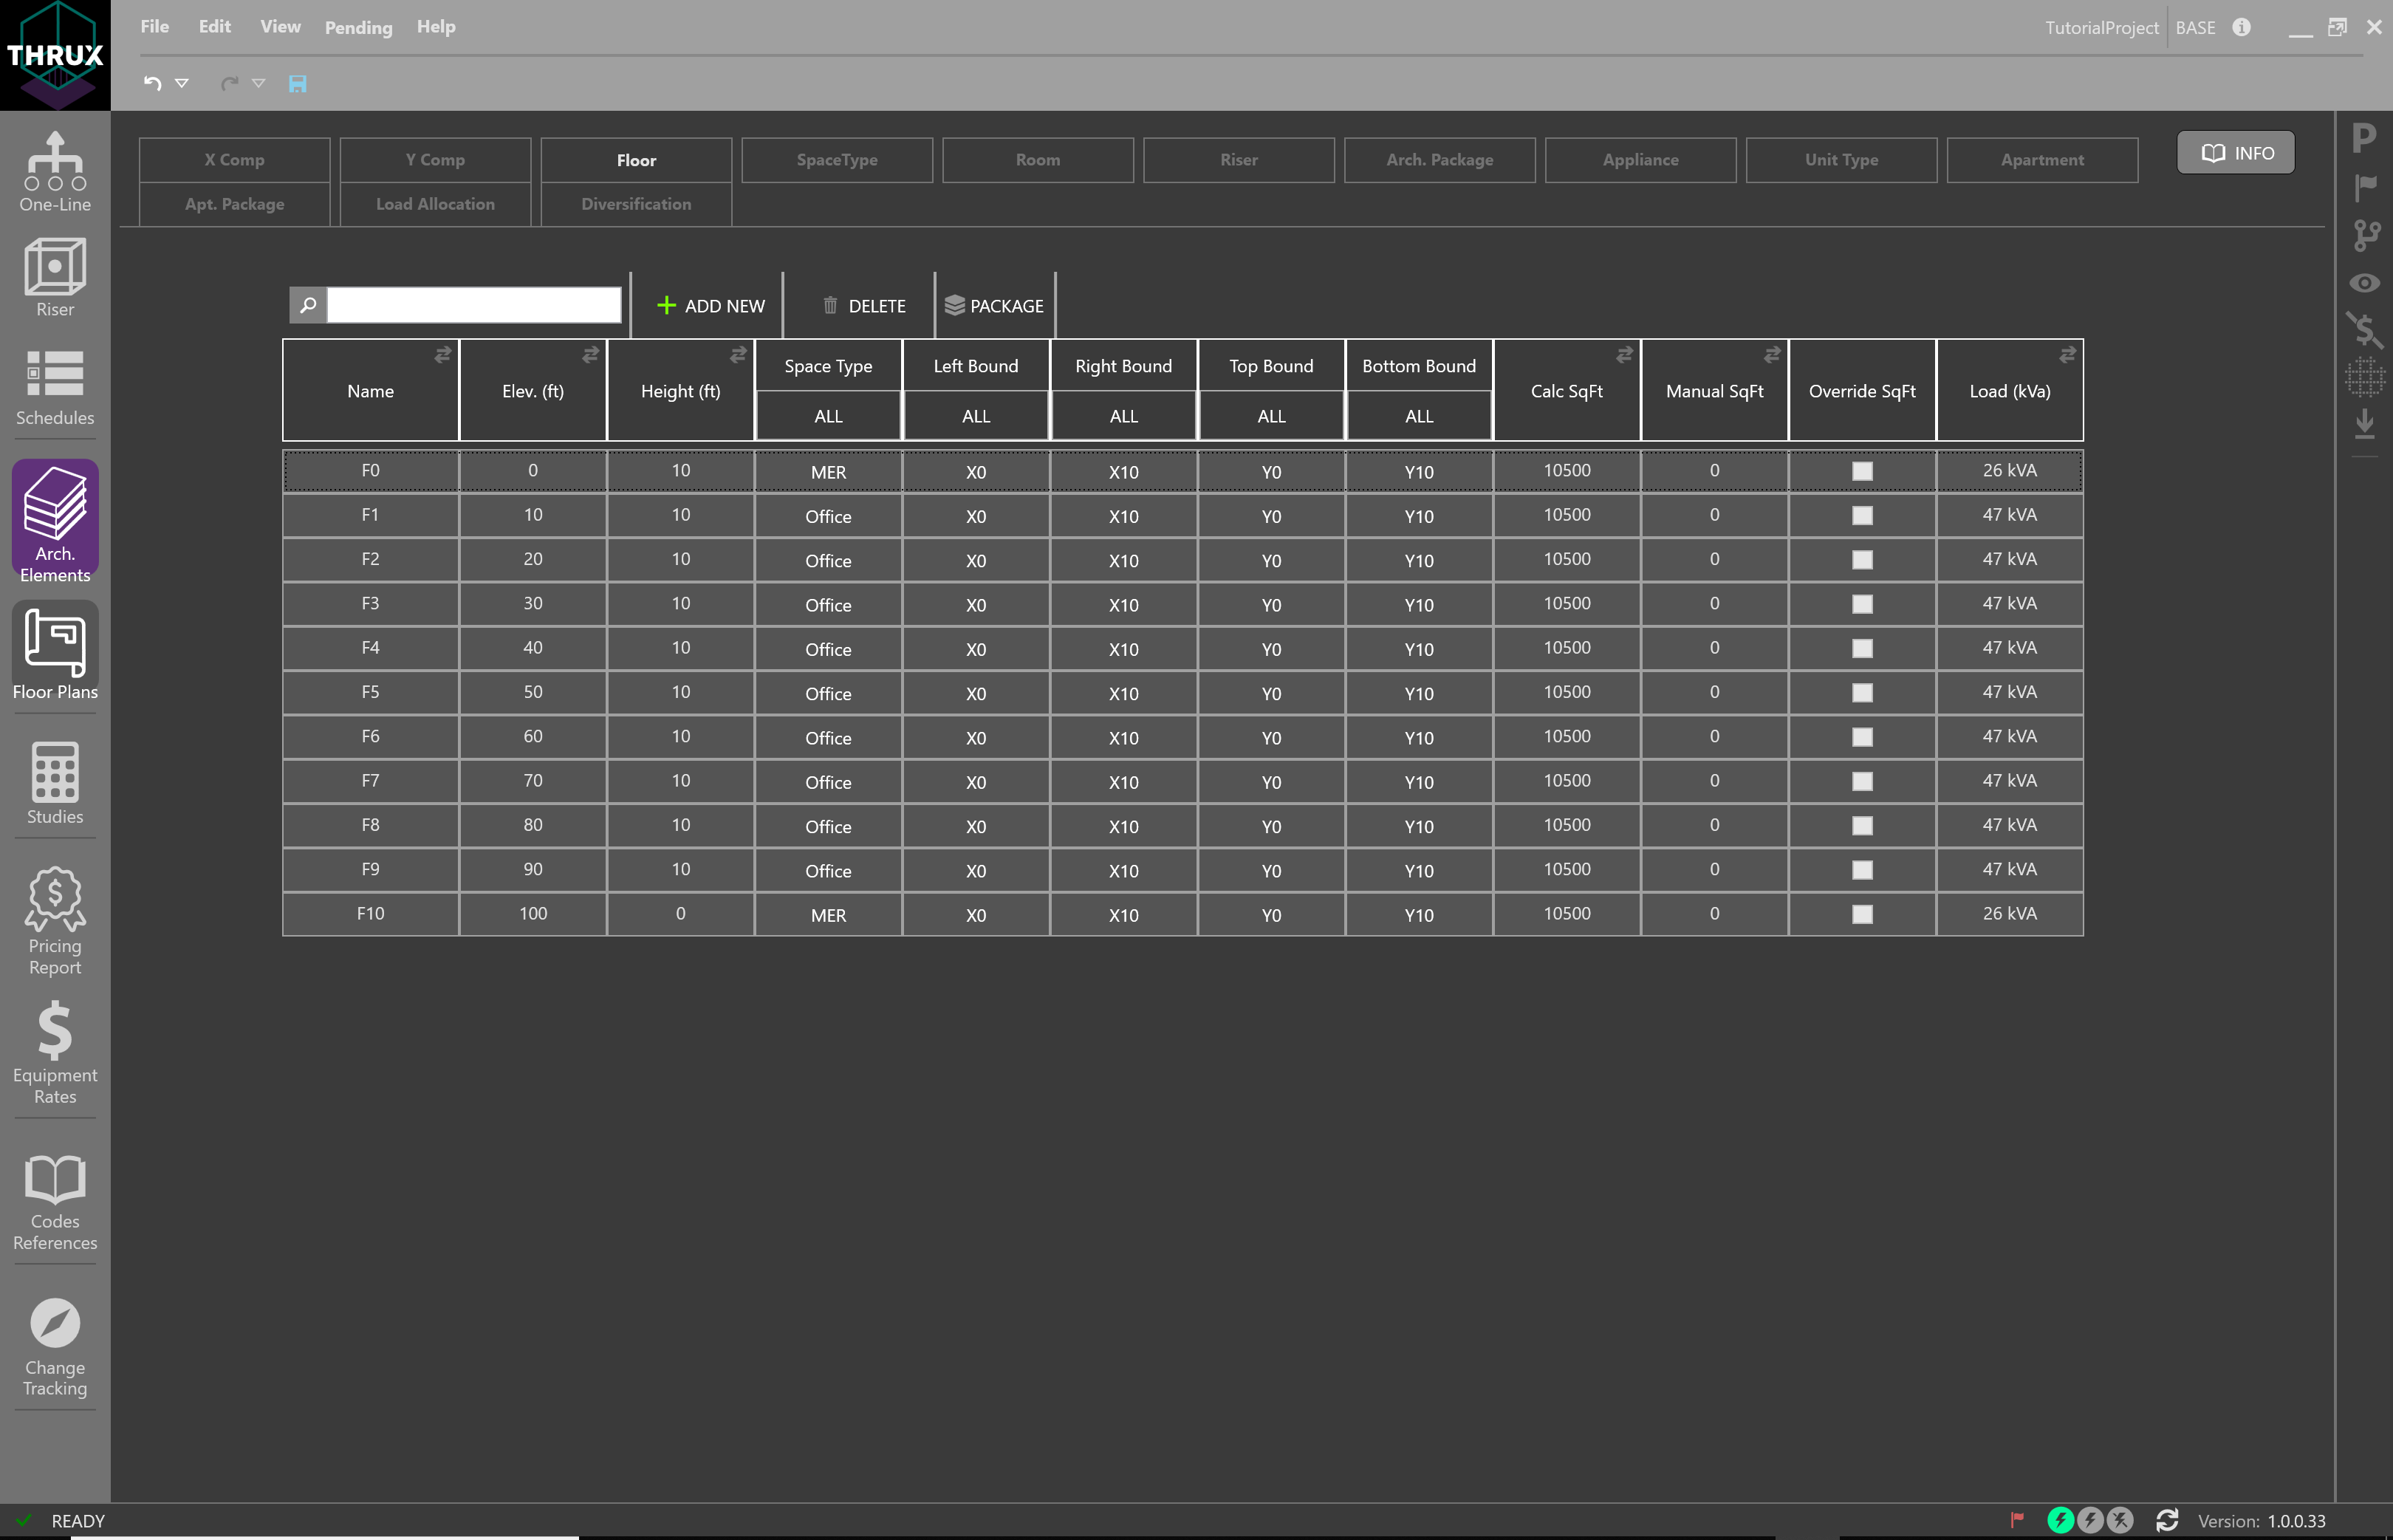 THRUX
File Edit View Pending Help
TutorialProject BASE
X Comp Y Comp Floor SpaceType Room Riser Arch. Package Appliance Unit Type Apartment
INFO
Apt. Package Load Allocation Diversification
One-Line
Riser
Schedules
Arch.
Elements
Floor Plans
Studies
Pricing
Report
Equipment
Rates
Codes
References
Change
Tracking
P
ADD NEW DELETE PACKAGE
Name Elev. (ft) Height (ft) Space Type Left Bound Right Bound Top Bound Bottom Bound Calc SqFt Manual SqFt Override SqFt Load (kVa)
ALL ALL ALL ALL ALL
F0 0 10 MER X0 X10 Y0 Y10 10500 0 26 kVA
F1 10 10 Office X0 X10 Y0 Y10 10500 0 47 kVA
F2 20 10 Office X0 X10 Y0 Y10 10500 0 47 kVA
F3 30 10 Office X0 X10 Y0 Y10 10500 0 47 kVA
F4 40 10 Office X0 X10 Y0 Y10 10500 0 47 kVA
F5 50 10 Office X0 X10 Y0 Y10 10500 0 47 kVA
F6 60 10 Office X0 X10 Y0 Y10 10500 0 47 kVA
F7 70 10 Office X0 X10 Y0 Y10 10500 0 47 kVA
F8 80 10 Office X0 X10 Y0 Y10 10500 0 47 kVA
F9 90 10 Office X0 X10 Y0 Y10 10500 0 47 kVA
F10 100 0 MER X0 X10 Y0 Y10 10500 0 26 kVA
READY
Version: 1.0.0.33